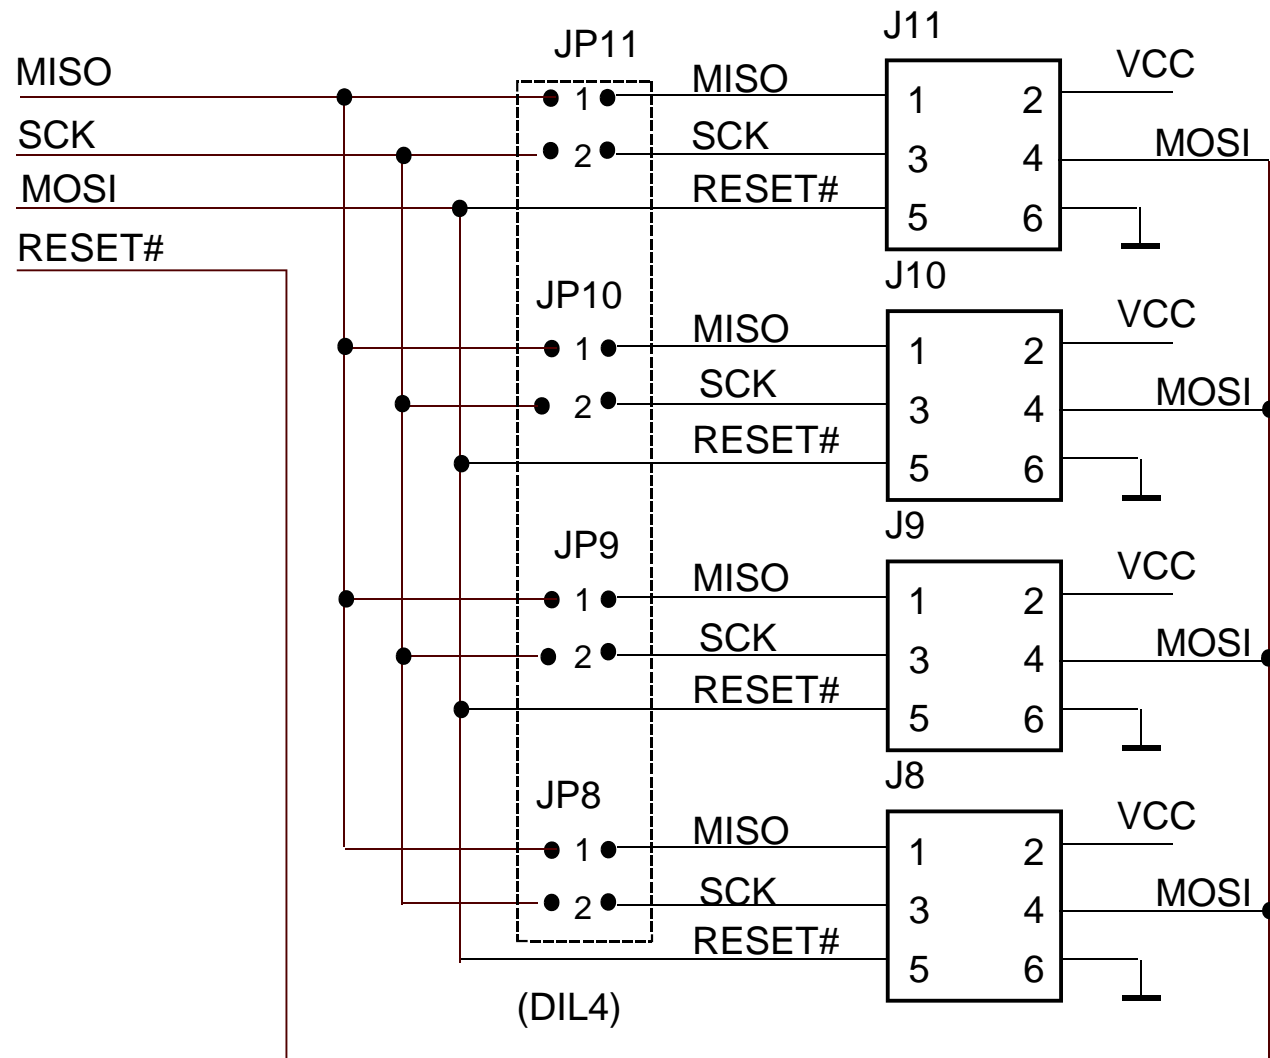 JP11
J11
MISO
MISO
VCC
1
1
2
SCK
SCK
MOSI
2
3
4
MOSI
RESET#
5
6
RESET#
J10
JP10
MISO
VCC
1
1
2
SCK
MOSI
2
3
4
RESET#
5
6
J9
JP9
MISO
VCC
1
1
2
SCK
MOSI
2
3
4
RESET#
5
6
J8
JP8
MISO
VCC
1
1
2
SCK
MOSI
2
3
4
RESET#
5
6
(DIL4)